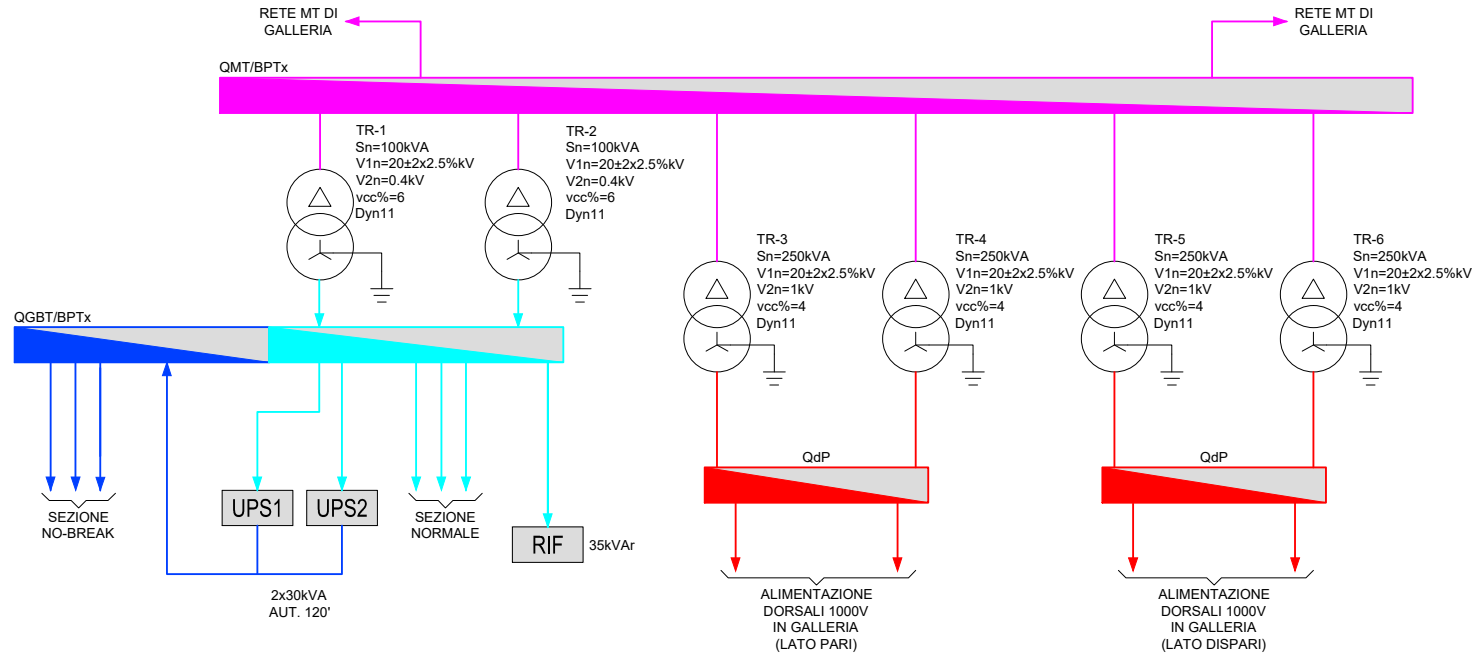 RETE MT DI
GALLERIA
RETE MT DI
GALLERIA
QMT/BPTx
TR-1
Sn=100kVA
V1n=20±2x2.5%kV
V2n=0.4kV
vcc%=6
Dyn11
TR-2
Sn=100kVA
V1n=20±2x2.5%kV
V2n=0.4kV
vcc%=6
Dyn11
TR-3
Sn=250kVA
V1n=20±2x2.5%kV
V2n=1kV
vcc%=4
Dyn11
TR-4
Sn=250kVA
V1n=20±2x2.5%kV
V2n=1kV
vcc%=4
Dyn11
TR-5
Sn=250kVA
V1n=20±2x2.5%kV
V2n=1kV
vcc%=4
Dyn11
TR-6
Sn=250kVA
V1n=20±2x2.5%kV
V2n=1kV
vcc%=4
Dyn11
QGBT/BPTx
QdP
QdP
SEZIONE
NO-BREAK
UPS1
UPS2
SEZIONE
NORMALE
RIF
35kVAr
2x30kVA
AUT. 120'
ALIMENTAZIONE
DORSALI 1000V
IN GALLERIA
(LATO PARI)
ALIMENTAZIONE
DORSALI 1000V
IN GALLERIA
(LATO DISPARI)